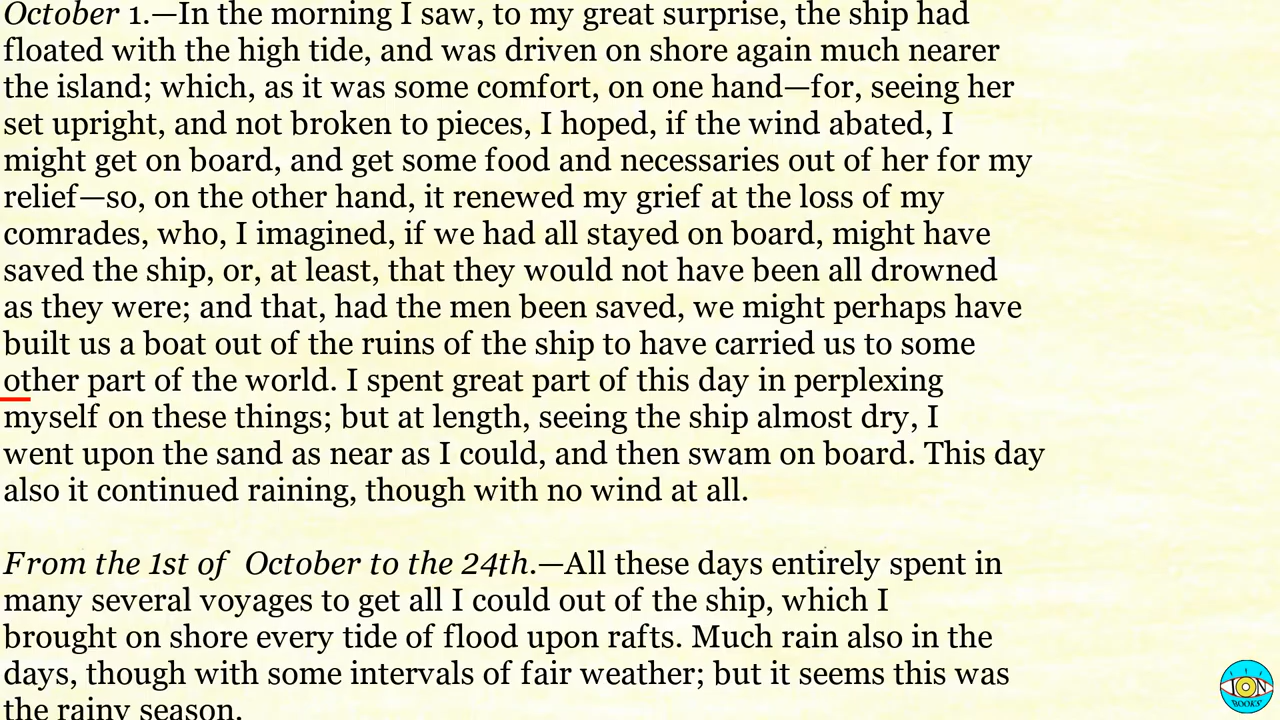 October 1.—In the morning I saw, to my great surprise, the ship had
floated with the high tide, and was driven on shore again much nearer
the island; which, as it was some comfort, on one hand—for, seeing her
set upright, and not broken to pieces, I hoped, if the wind abated, I
might get on board, and get some food and necessaries out of her for my
relief—so, on the other hand, it renewed my grief at the loss of my
comrades, who, I imagined, if we had all stayed on board, might have
saved the ship, or, at least, that they would not have been all drowned
as they were; and that, had the men been saved, we might perhaps have
built us a boat out of the ruins of the ship to have carried us to some
other part of the world. I spent great part of this day in perplexing
myself on these things; but at length, seeing the ship almost dry, I
went upon the sand as near as I could, and then swam on board. This day
also it continued raining, though with no wind at all.
From the 1st of October to the 24th.—All these days entirely spent in
many several voyages to get all I could out of the ship, which I
brought on shore every tide of flood upon rafts. Much rain also in the
days, though with some intervals of fair weather; but it seems this was
the rainy season.
ION
BOOKS